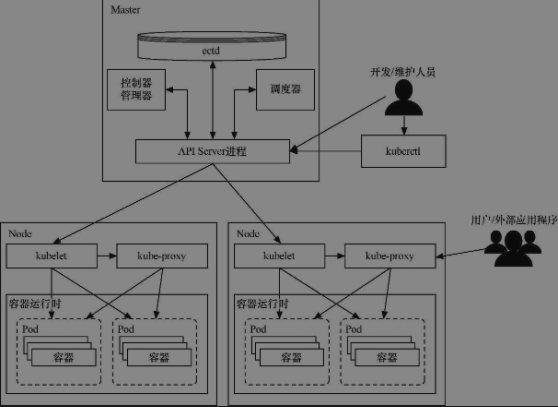 Master
ectd
控制器
管理器
调度器
API Server进程
开发/维护人员
kuberctl
Node
kubelet
kube-proxy
容器运行时
Pod
容器
Pod
容器
Node
kubelet
kube-proxy
容器运行时
Pod
容器
Pod
容器
用户/外部应用程序